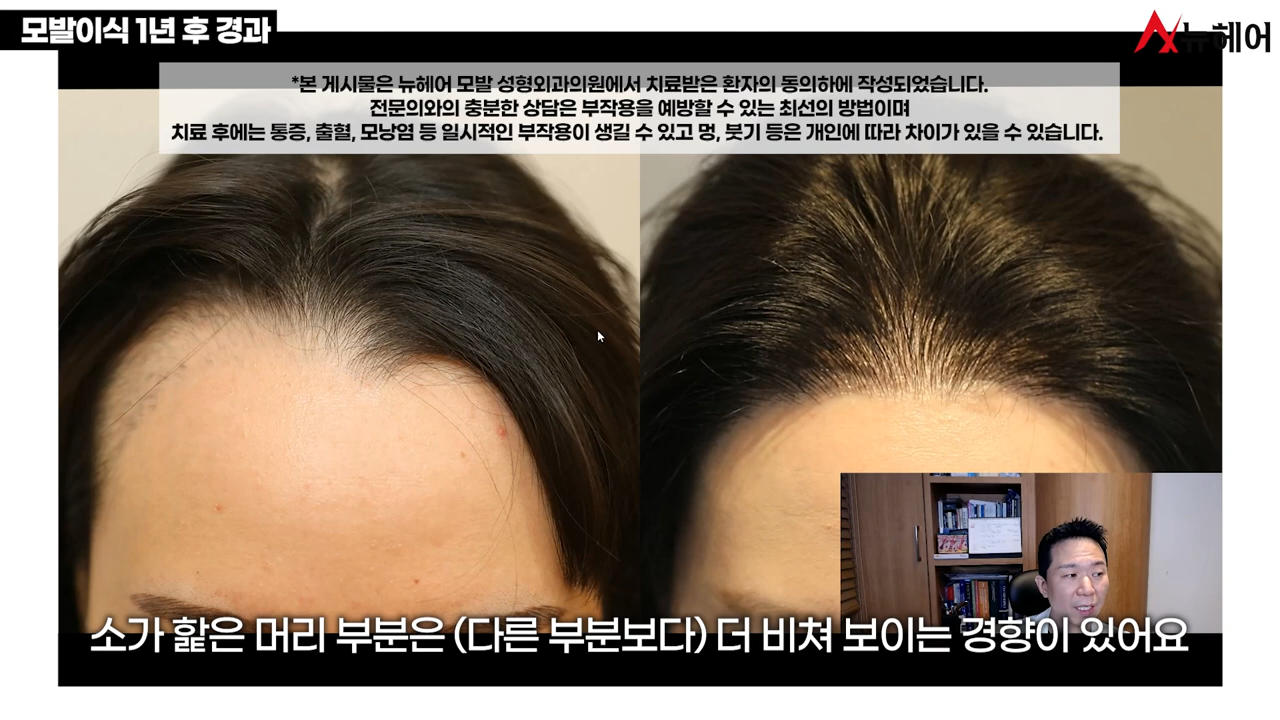 모발이식 1년 후 경과
뉴헤어
*본 게시물은 뉴헤어 모발 성형외과의원에서 치료받은 환자의 동의하에 작성되었습니다.
전문의와의 충분한 상담은 부작용을 예방할 수 있는 최선의 방법이며
치료 후에는 통증, 출혈, 모낭염 등 일시적인 부작용이 생길 수 있고 멍, 붓기 등은 개인에 따라 차이가 있을 수 있습니다.
소가 핥은 머리 부분은 (다른 부분보다) 더 비쳐 보이는 경향이 있어요